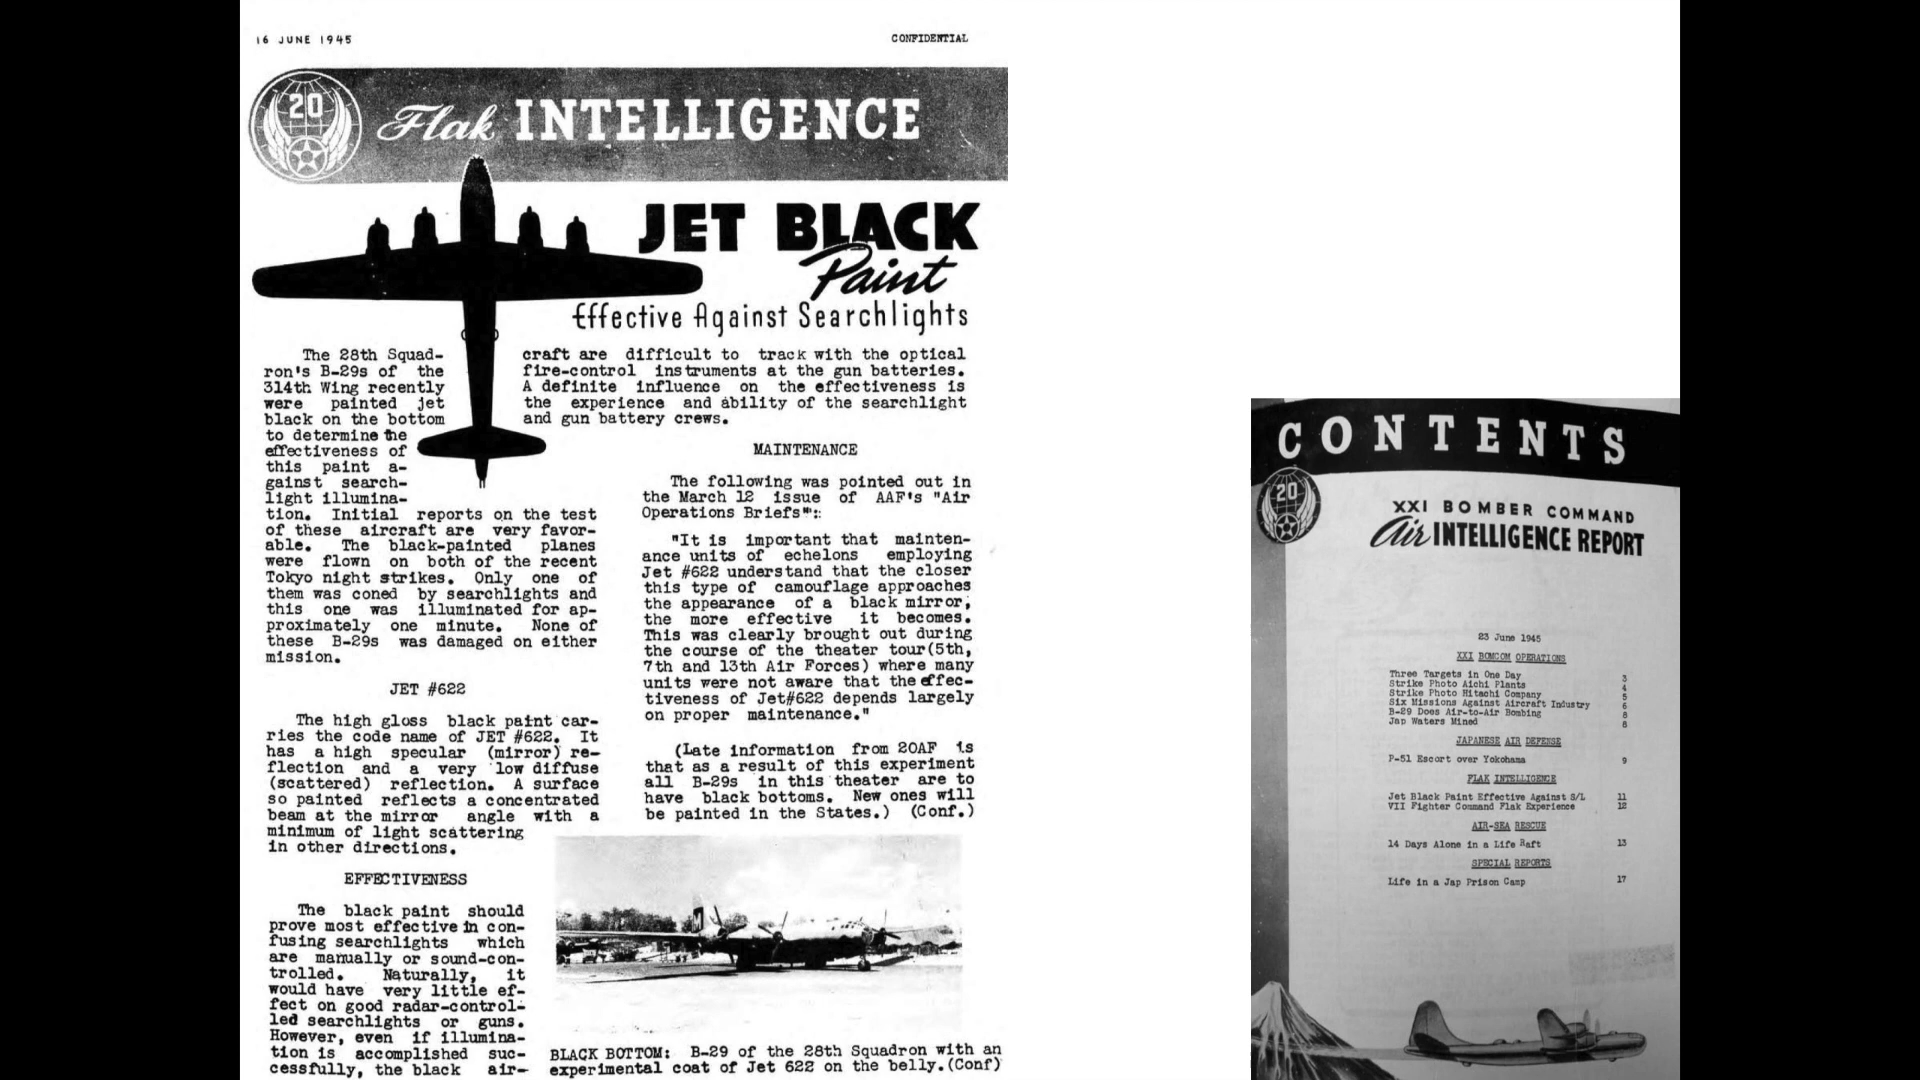 16 JUNE 1945
CONFIDENTIAL
20
Flak INTELLIGENCE
JET BLACK
Paint
Effective Against Searchlights
The 28th Squad-
ron's B-29s of the
314th Wing recently
were painted jet
black on the bottom
to determine the
effectiveness of
this paint a-
gainst search-
light illumina-
tion. Initial reports on the test
of these aircraft are very favor-
able. The black-painted planes
were flown on both of the recent
Tokyo night strikes. Only one of
them was coned by searchlights and
this one was illuminated for ap-
proximately one minute. None of
these B-29s was damaged on either
mission.
JET #622
The high gloss black paint car-
ries the code name of JET #622. It
has a high specular (mirror) re-
flection and a very low diffuse
(scattered) reflection. A surface
so painted reflects a concentrated
beam at the mirror angle with a
minimum of light scattering
in other directions.
EFFECTIVENESS
The black paint should
prove most effective in con-
fusing searchlights which
are manually or sound-con-
trolled. Naturally, it
would have very little ef-
fect on good radar-control-
led searchlights or guns.
However, even if illumina-
tion is accomplished suc-
cessfully, the black air-
craft are difficult to track with the optical
fire-control instruments at the gun batteries.
A definite influence on the effectiveness is
the experience and ability of the searchlight
and gun battery crews.
MAINTENANCE
The following was pointed out in
the March 12 issue of AAF's "Air
Operations Briefs":
"It is important that mainten-
ance units of echelons employing
Jet #622 understand that the closer
this type of camouflage approaches
the appearance of a black mirror,
the more effective it becomes.
This was clearly brought out during
the course of the theater tour(5th,
7th and 13th Air Forces) where many
units were not aware that the effec-
tiveness of Jet#622 depends largely
on proper maintenance."
(Late information from 20AF is
that as a result of this experiment
all B-29s in this theater are to
have black bottoms. New ones will
be painted in the States.) (Conf.)
BLACK BOTTOM: B-29 of the 28th Squadron with an
experimental coat of Jet 622 on the belly.(Conf)
CONTENTS
20
XXI BOMBER COMMAND
Air INTELLIGENCE REPORT
23 June 1945
XXI BOMCOM OPERATIONS
Three Targets in One Day 3
Strike Photo Aichi Plants 4
Strike Photo Hitachi Company 5
Six Missions Against Aircraft Industry 6
B-29 Does Air-to-Air Bombing 8
Jap Waters Mined 8
JAPANESE AIR DEFENSE
P-51 Escort over Yokohama 9
FLAK INTELLIGENCE
Jet Black Paint Effective Against S/L 11
VII Fighter Command Flak Experience 12
AIR-SEA RESCUE
14 Days Alone in a Life Raft 13
SPECIAL REPORTS
Life in a Jap Prison Camp 17